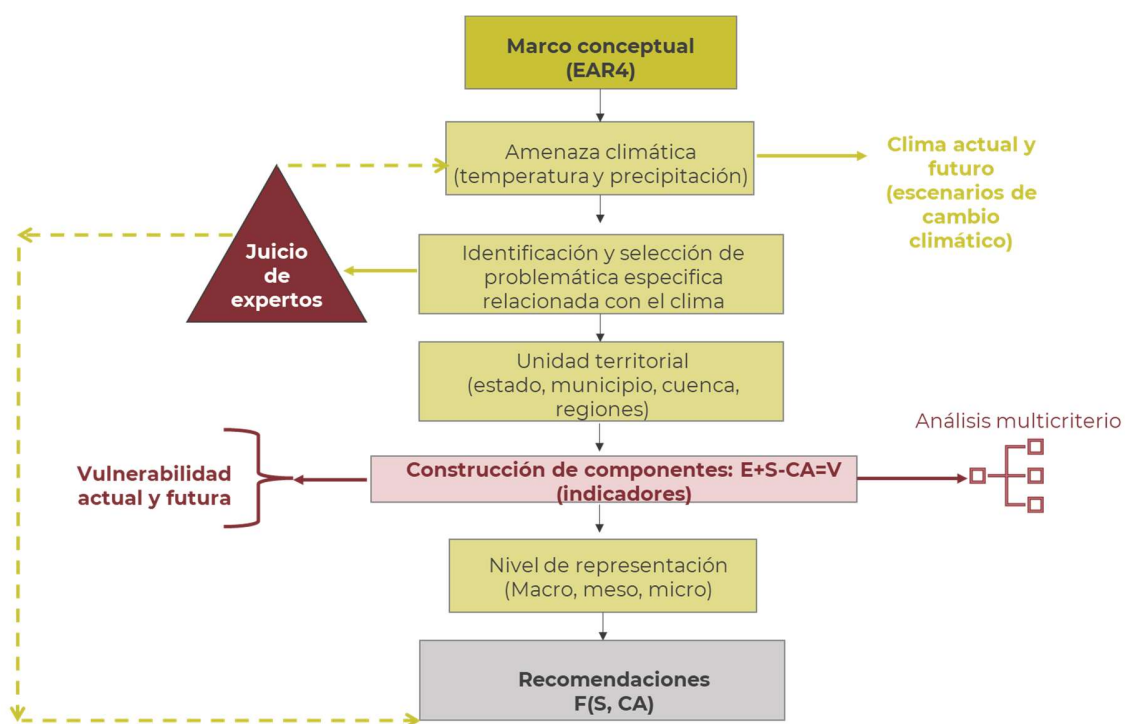 Marco conceptual
(EAR4)
Amenaza climática
(temperatura y precipitación)
Clima actual y
futuro
(escenarios de
cambio
climático)
Juicio
de
expertos
Identificación y selección de
problemática especifica
relacionada con el clima
Unidad territorial
(estado, municipio, cuenca,
regiones)
Análisis multicriterio
Vulnerabilidad
actual y futura
Construcción de componentes: E+S-CA=V
(indicadores)
Nivel de representación
(Macro, meso, micro)
Recomendaciones
F(S, CA)